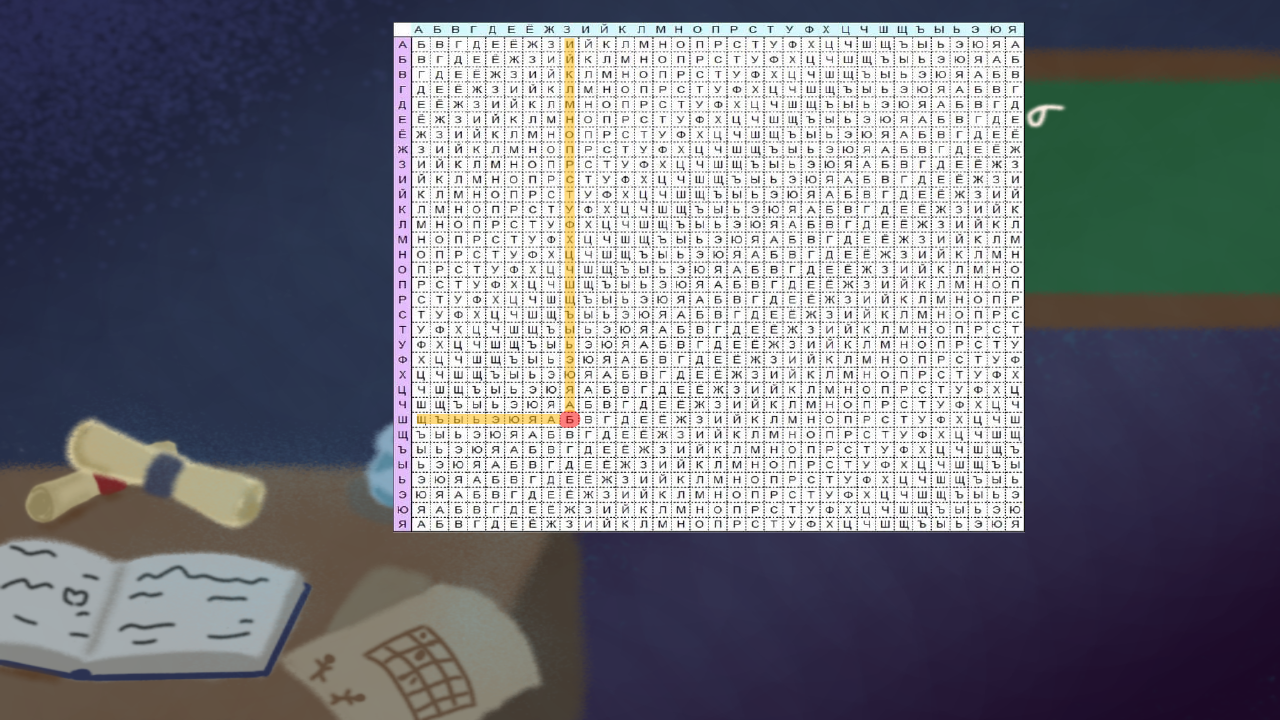 А Б В Г Д Е Ё Ж З И Й К Л М Н О П Р С Т У Ф Х Ц Ч Ш Щ Ъ Ы Ь Э Ю Я
А Б В Г Д Е Ё Ж З И Й К Л М Н О П Р С Т У Ф Х Ц Ч Ш Щ Ъ Ы Ь Э Ю Я А
Б В Г Д Е Ё Ж З И Й К Л М Н О П Р С Т У Ф Х Ц Ч Ш Щ Ъ Ы Ь Э Ю Я А Б
В Г Д Е Ё Ж З И Й К Л М Н О П Р С Т У Ф Х Ц Ч Ш Щ Ъ Ы Ь Э Ю Я А Б В
Г Д Е Ё Ж З И Й К Л М Н О П Р С Т У Ф Х Ц Ч Ш Щ Ъ Ы Ь Э Ю Я А Б В Г
Д Е Ё Ж З И Й К Л М Н О П Р С Т У Ф Х Ц Ч Ш Щ Ъ Ы Ь Э Ю Я А Б В Г Д
Е Ё Ж З И Й К Л М Н О П Р С Т У Ф Х Ц Ч Ш Щ Ъ Ы Ь Э Ю Я А Б В Г Д Е
Ё Ж З И Й К Л М Н О П Р С Т У Ф Х Ц Ч Ш Щ Ъ Ы Ь Э Ю Я А Б В Г Д Е Ё
Ж З И Й К Л М Н О П Р С Т У Ф Х Ц Ч Ш Щ Ъ Ы Ь Э Ю Я А Б В Г Д Е Ё Ж
З И Й К Л М Н О П Р С Т У Ф Х Ц Ч Ш Щ Ъ Ы Ь Э Ю Я А Б В Г Д Е Ё Ж З
И Й К Л М Н О П Р С Т У Ф Х Ц Ч Ш Щ Ъ Ы Ь Э Ю Я А Б В Г Д Е Ё Ж З И
Й К Л М Н О П Р С Т У Ф Х Ц Ч Ш Щ Ъ Ы Ь Э Ю Я А Б В Г Д Е Ё Ж З И Й
К Л М Н О П Р С Т У Ф Х Ц Ч Ш Щ Ъ Ы Ь Э Ю Я А Б В Г Д Е Ё Ж З И Й К
Л М Н О П Р С Т У Ф Х Ц Ч Ш Щ Ъ Ы Ь Э Ю Я А Б В Г Д Е Ё Ж З И Й К Л
М Н О П Р С Т У Ф Х Ц Ч Ш Щ Ъ Ы Ь Э Ю Я А Б В Г Д Е Ё Ж З И Й К Л М
Н О П Р С Т У Ф Х Ц Ч Ш Щ Ъ Ы Ь Э Ю Я А Б В Г Д Е Ё Ж З И Й К Л М Н
О П Р С Т У Ф Х Ц Ч Ш Щ Ъ Ы Ь Э Ю Я А Б В Г Д Е Ё Ж З И Й К Л М Н О
П Р С Т У Ф Х Ц Ч Ш Щ Ъ Ы Ь Э Ю Я А Б В Г Д Е Ё Ж З И Й К Л М Н О П
Р С Т У Ф Х Ц Ч Ш Щ Ъ Ы Ь Э Ю Я А Б В Г Д Е Ё Ж З И Й К Л М Н О П Р
С Т У Ф Х Ц Ч Ш Щ Ъ Ы Ь Э Ю Я А Б В Г Д Е Ё Ж З И Й К Л М Н О П Р С
Т У Ф Х Ц Ч Ш Щ Ъ Ы Ь Э Ю Я А Б В Г Д Е Ё Ж З И Й К Л М Н О П Р С Т
У Ф Х Ц Ч Ш Щ Ъ Ы Ь Э Ю Я А Б В Г Д Е Ё Ж З И Й К Л М Н О П Р С Т У
Ф Х Ц Ч Ш Щ Ъ Ы Ь Э Ю Я А Б В Г Д Е Ё Ж З И Й К Л М Н О П Р С Т У Ф
Х Ц Ч Ш Щ Ъ Ы Ь Э Ю Я А Б В Г Д Е Ё Ж З И Й К Л М Н О П Р С Т У Ф Х
Ц Ч Ш Щ Ъ Ы Ь Э Ю Я А Б В Г Д Е Ё Ж З И Й К Л М Н О П Р С Т У Ф Х Ц
Ч Ш Щ Ъ Ы Ь Э Ю Я А Б В Г Д Е Ё Ж З И Й К Л М Н О П Р С Т У Ф Х Ц Ч
Ш Щ Ъ Ы Ь Э Ю Я А Б В Г Д Е Ё Ж З И Й К Л М Н О П Р С Т У Ф Х Ц Ч Ш
Щ Ъ Ы Ь Э Ю Я А Б В Г Д Е Ё Ж З И Й К Л М Н О П Р С Т У Ф Х Ц Ч Ш Щ
Ъ Ы Ь Э Ю Я А Б В Г Д Е Ё Ж З И Й К Л М Н О П Р С Т У Ф Х Ц Ч Ш Щ Ъ
Ы Ь Э Ю Я А Б В Г Д Е Ё Ж З И Й К Л М Н О П Р С Т У Ф Х Ц Ч Ш Щ Ъ Ы
Ь Э Ю Я А Б В Г Д Е Ё Ж З И Й К Л М Н О П Р С Т У Ф Х Ц Ч Ш Щ Ъ Ы Ь
Э Ю Я А Б В Г Д Е Ё Ж З И Й К Л М Н О П Р С Т У Ф Х Ц Ч Ш Щ Ъ Ы Ь Э
Ю Я А Б В Г Д Е Ё Ж З И Й К Л М Н О П Р С Т У Ф Х Ц Ч Ш Щ Ъ Ы Ь Э Ю
Я А Б В Г Д Е Ё Ж З И Й К Л М Н О П Р С Т У Ф Х Ц Ч Ш Щ Ъ Ы Ь Э Ю Я